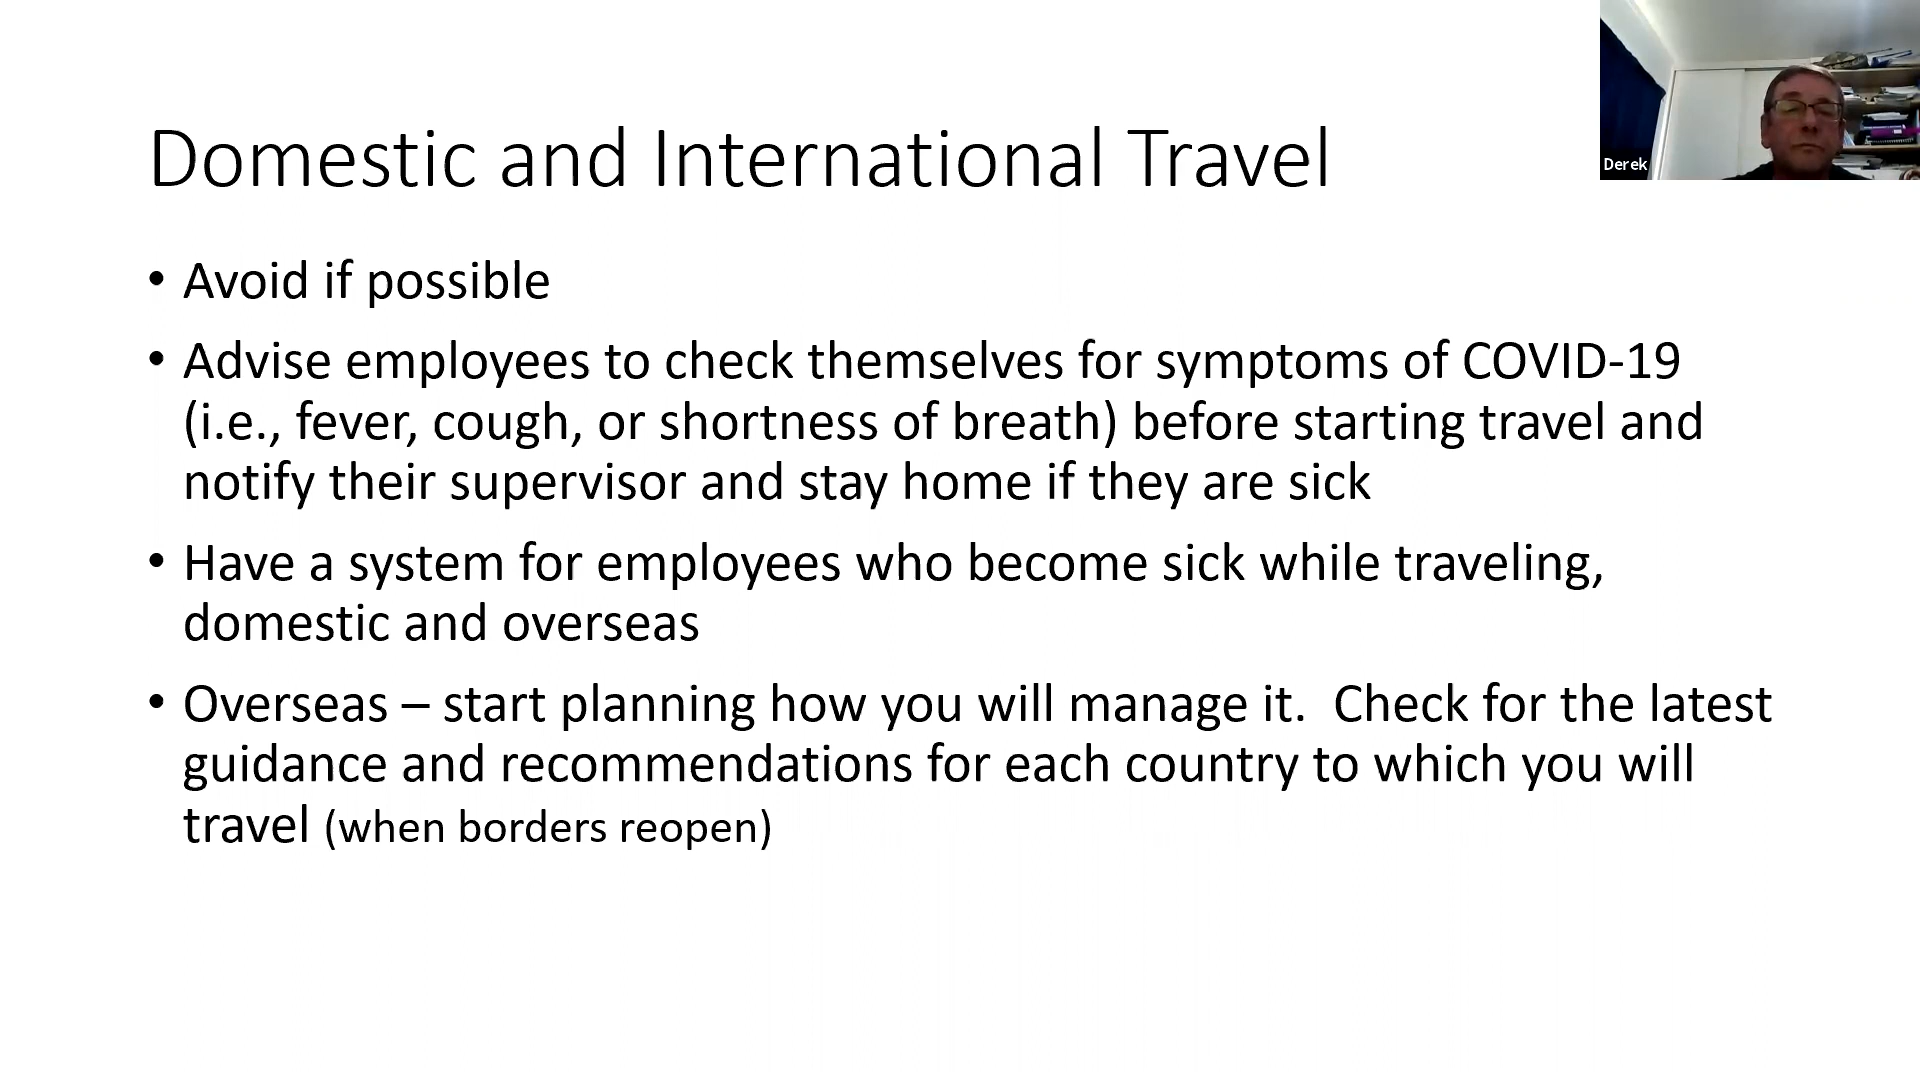 Domestic and International Travel
Derek
• Avoid if possible
• Advise employees to check themselves for symptoms of COVID-19
(i.e., fever, cough, or shortness of breath) before starting travel and
notify their supervisor and stay home if they are sick
• Have a system for employees who become sick while traveling,
domestic and overseas
• Overseas – start planning how you will manage it.  Check for the latest
guidance and recommendations for each country to which you will
travel (when borders reopen)